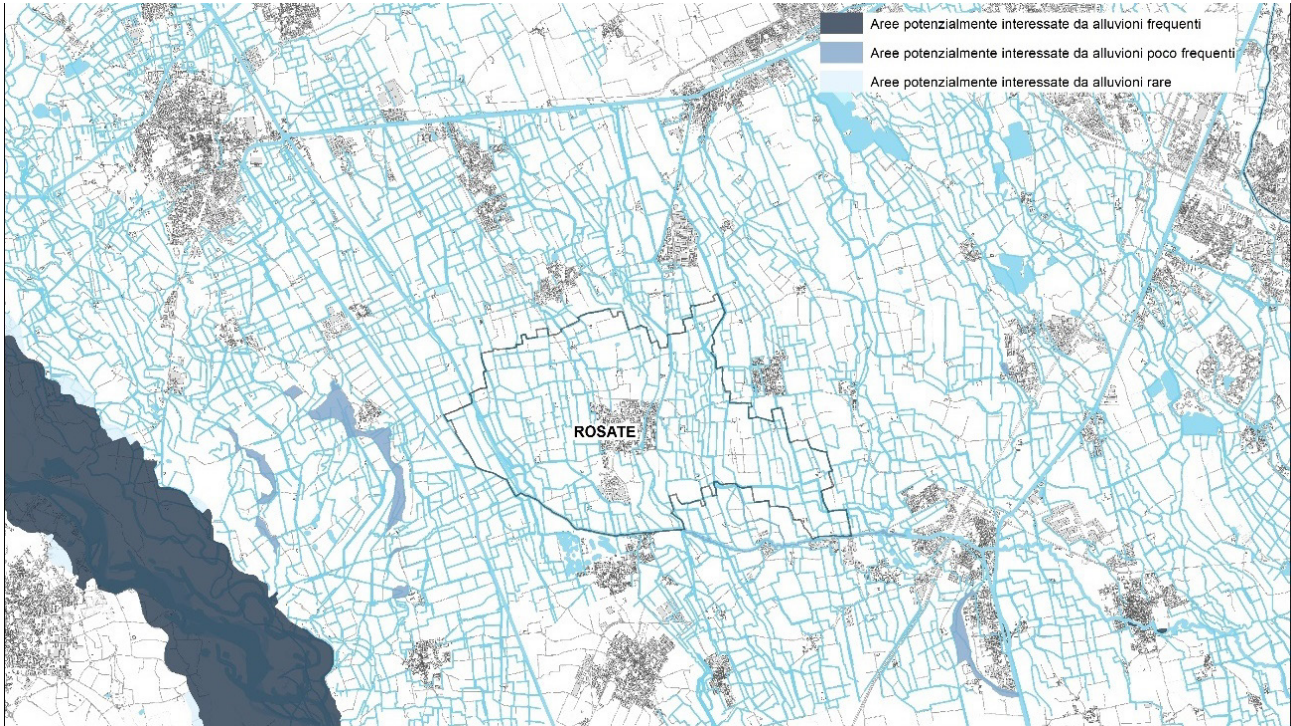 Aree potenzialmente interessate da alluvioni frequenti
Aree potenzialmente interessate da alluvioni poco frequenti
Aree potenzialmente interessate da alluvioni rare
ROSATE